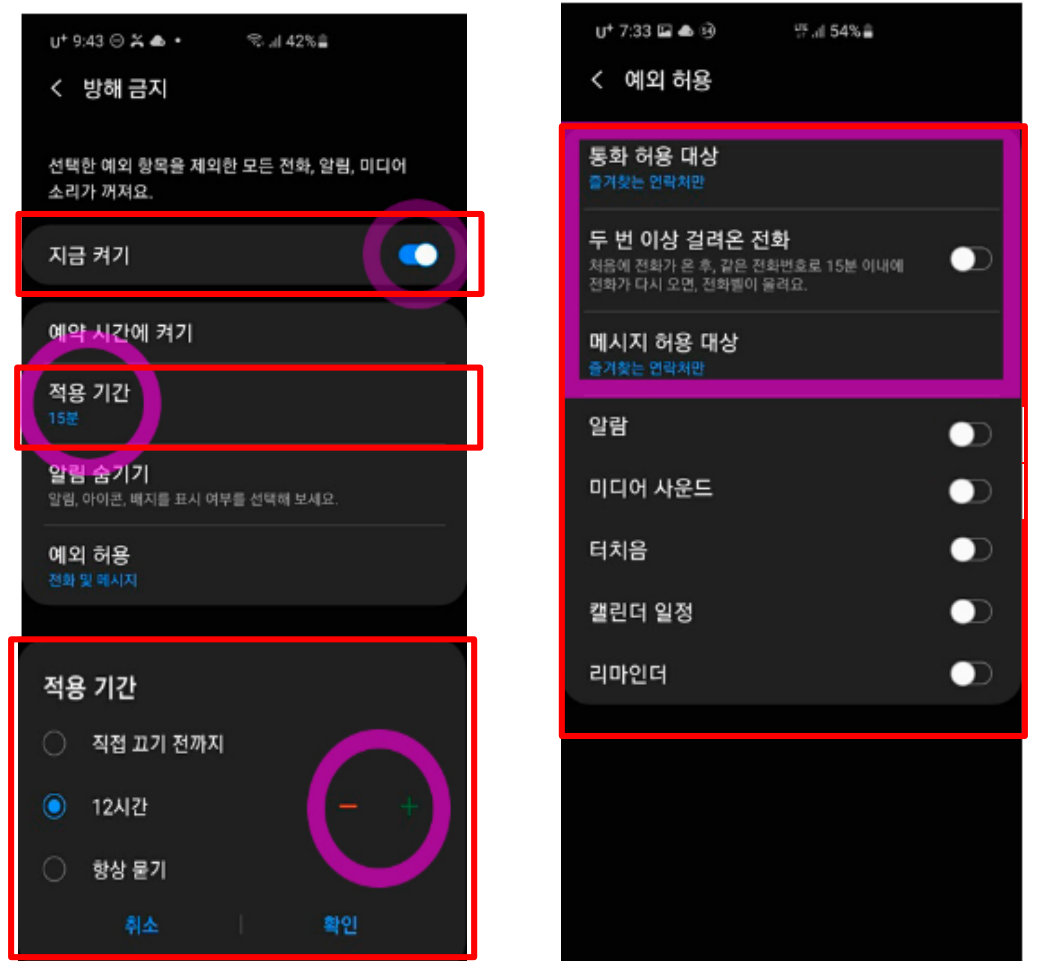 U+ 9:43 42%
방해 금지
선택한 예외 항목을 제외한 모든 전화, 알림, 미디어
소리가 꺼져요.
지금 켜기
예약 시간에 켜기
적용 기간
15분
알림 숨기기
알림, 아이콘, 배지를 표시 여부를 선택해 보세요.
예외 허용
전화 및 메시지
적용 기간
직접 끄기 전까지
12시간
항상 묻기
취소 확인
U+ 7:33 54%
예외 허용
통화 허용 대상
즐겨찾는 연락처만
두 번 이상 걸려온 전화
처음에 전화가 온 후, 같은 전화번호로 15분 이내에
전화가 다시 오면, 전화벨이 울려요.
메시지 허용 대상
즐겨찾는 연락처만
알람
미디어 사운드
터치음
캘린더 일정
리마인더